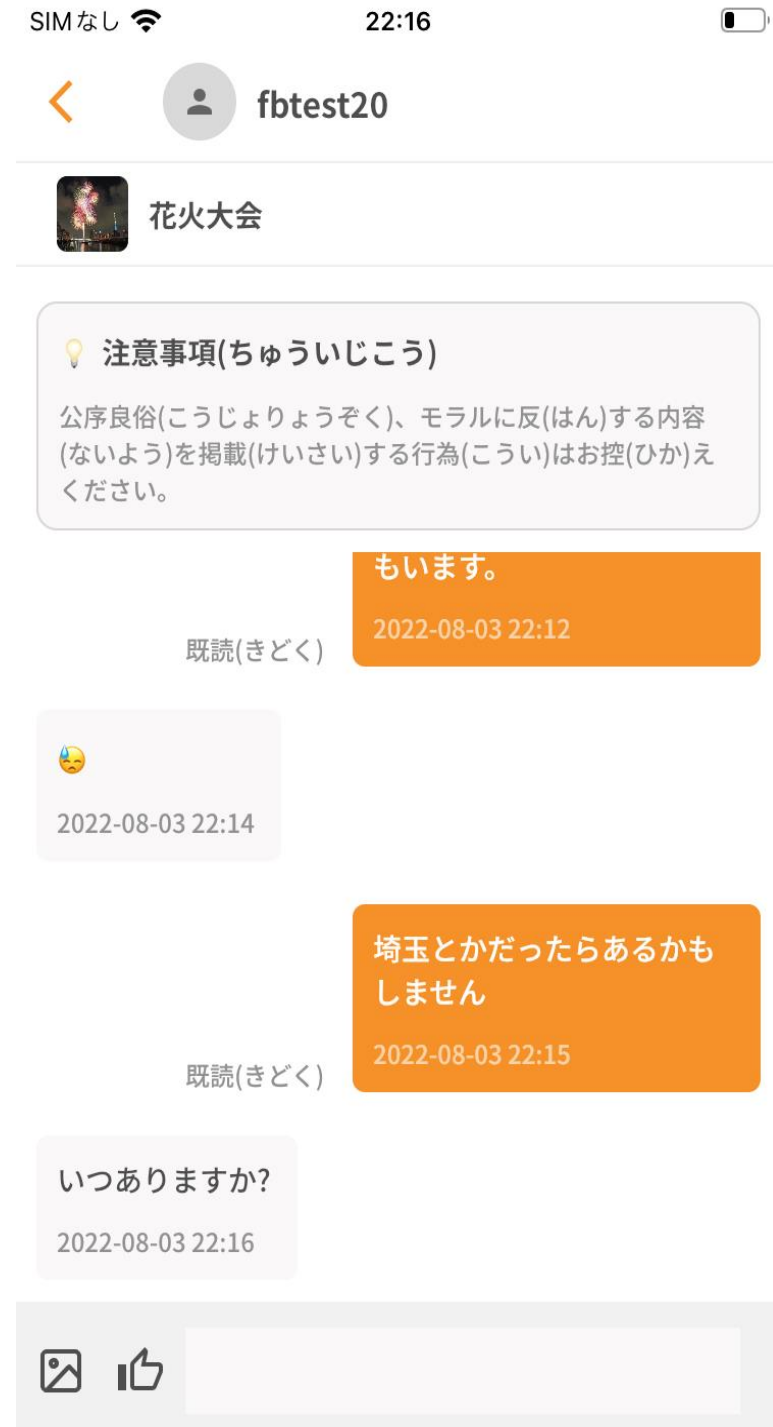 SIMなし
22:16
fbtest20
花火大会
注意事項(ちゅういじこう)
公序良俗(こうじょりょうぞく)、モラルに反(はん)する内容
(ないよう)を掲載(けいさい)する行為(こうい)はお控(ひか)え
ください。
もいます。
2022-08-03 22:12
既読(きどく)
2022-08-03 22:14
埼玉とかだったらあるかも
しません
2022-08-03 22:15
既読(きどく)
いつありますか?
2022-08-03 22:16